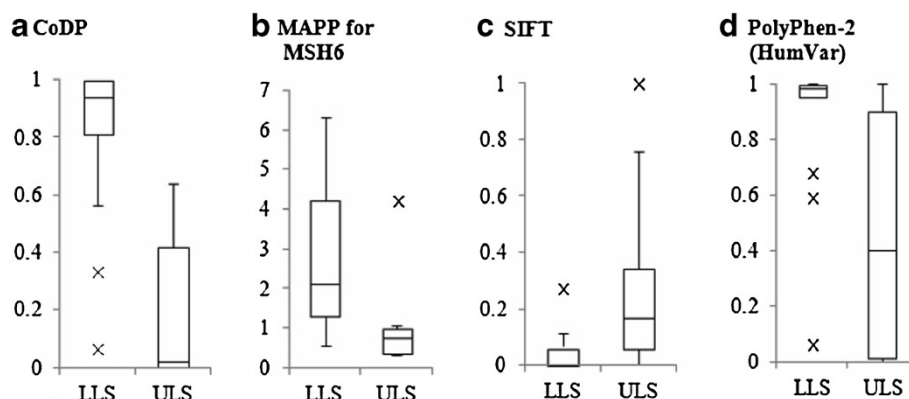 a CoDP
1
0.8
0.6
0.4
0.2
0
LLS ULS
b MAPP for
MSH6
7
6
5
4
3
2
1
0
LLS ULS
c SIFT
1
0.8
0.6
0.4
0.2
0
LLS ULS
d PolyPhen-2
(HumVar)
1
0.8
0.6
0.4
0.2
0
LLS ULS